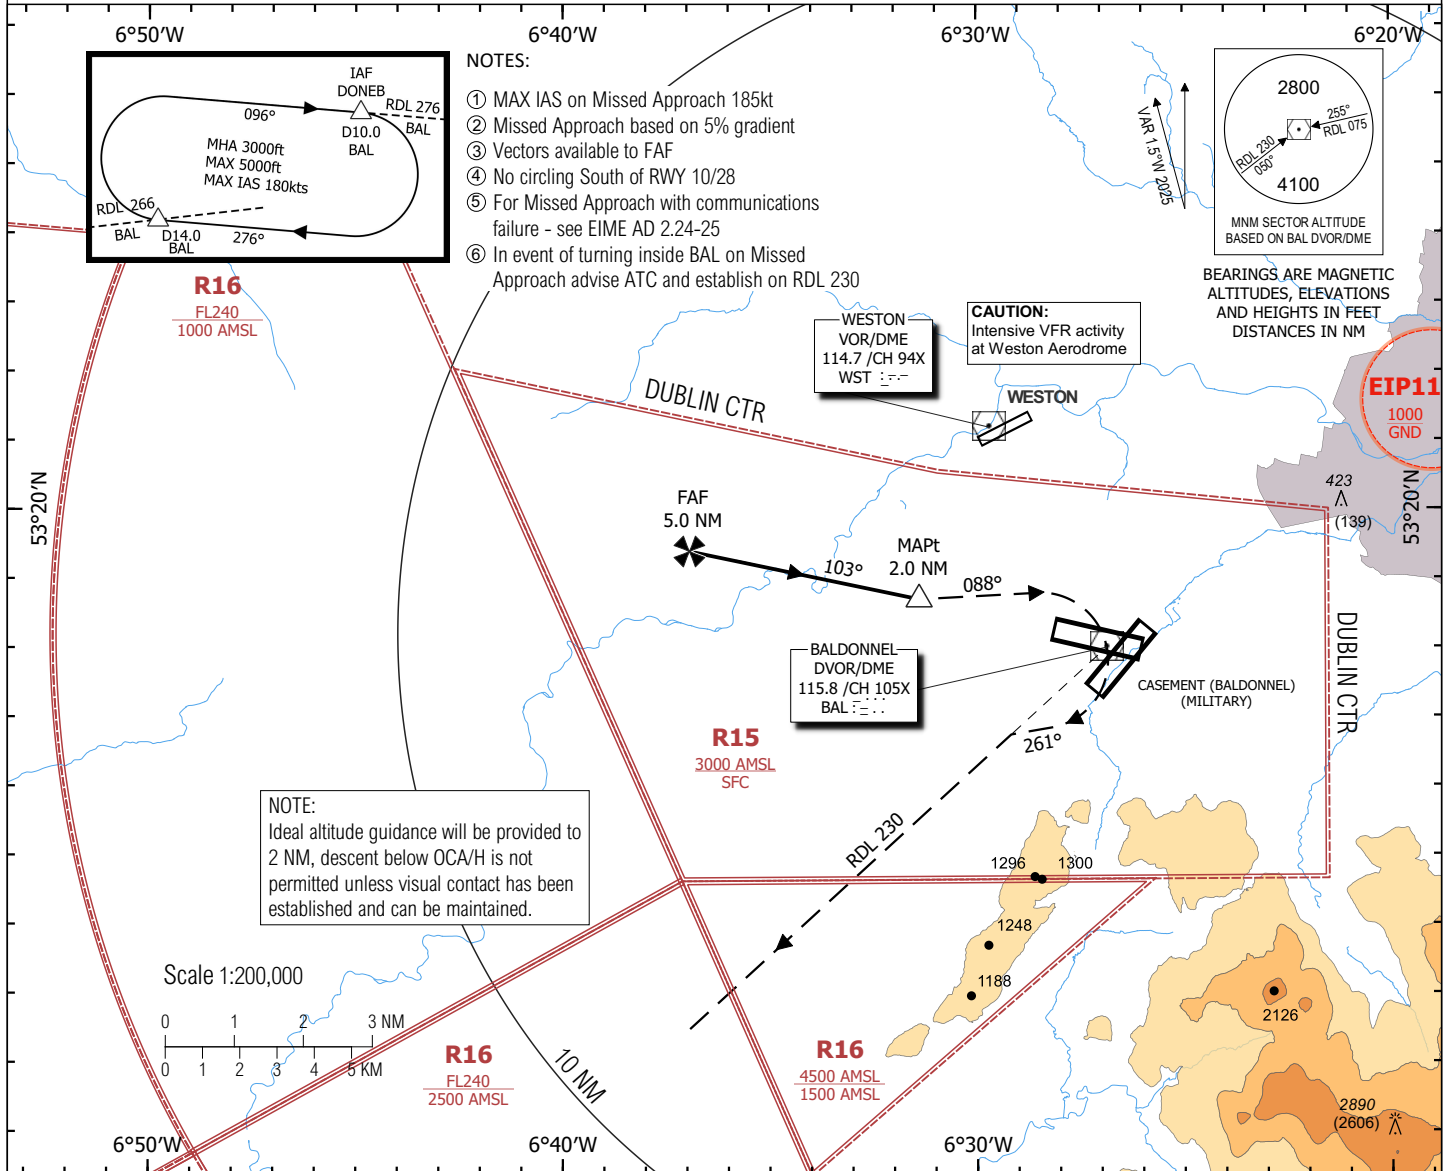 6°50'W
6°40'W
6°30'W
6°20'W
IAF
DONEB
RDL 276
BAL
096°
D10.0
BAL
MHA 3000ft
MAX 5000ft
MAX IAS 180kts
RDL 266
BAL
D14.0
BAL
276°
NOTES:
① MAX IAS on Missed Approach 185kt
② Missed Approach based on 5% gradient
③ Vectors available to FAF
④ No circling South of RWY 10/28
⑤ For Missed Approach with communications
failure - see EIME AD 2.24-25
⑥ In event of turning inside BAL on Missed
Approach advise ATC and establish on RDL 230
VAR 1.5°W 2025
2800
255°
RDL 075
RDL 230
050°
4100
MNM SECTOR ALTITUDE
BASED ON BAL DVOR/DME
BEARINGS ARE MAGNETIC
ALTITUDES, ELEVATIONS
AND HEIGHTS IN FEET
DISTANCES IN NM
R16
FL240
1000 AMSL
WESTON
VOR/DME
114.7 /CH 94X
WST
CAUTION:
Intensive VFR activity
at Weston Aerodrome
WESTON
DUBLIN CTR
EIP11
1000
GND
423
(139)
53°20'N
53°20'N
FAF
5.0 NM
103°
MAPt
2.0 NM
088°
BALDONNEL
DVOR/DME
115.8 /CH 105X
BAL
CASEMENT (BALDONNEL)
(MILITARY)
DUBLIN CTR
261°
R15
3000 AMSL
SFC
RDL 230
NOTE:
Ideal altitude guidance will be provided to
2 NM, descent below OCA/H is not
permitted unless visual contact has been
established and can be maintained.
1296
1300
1248
1188
2126
2890
(2606)
Scale 1:200,000
0 1 2 3 NM
0 1 2 3 4 5 KM
R16
FL240
2500 AMSL
10 NM
R16
4500 AMSL
1500 AMSL
6°50'W
6°40'W
6°30'W
6°20'W